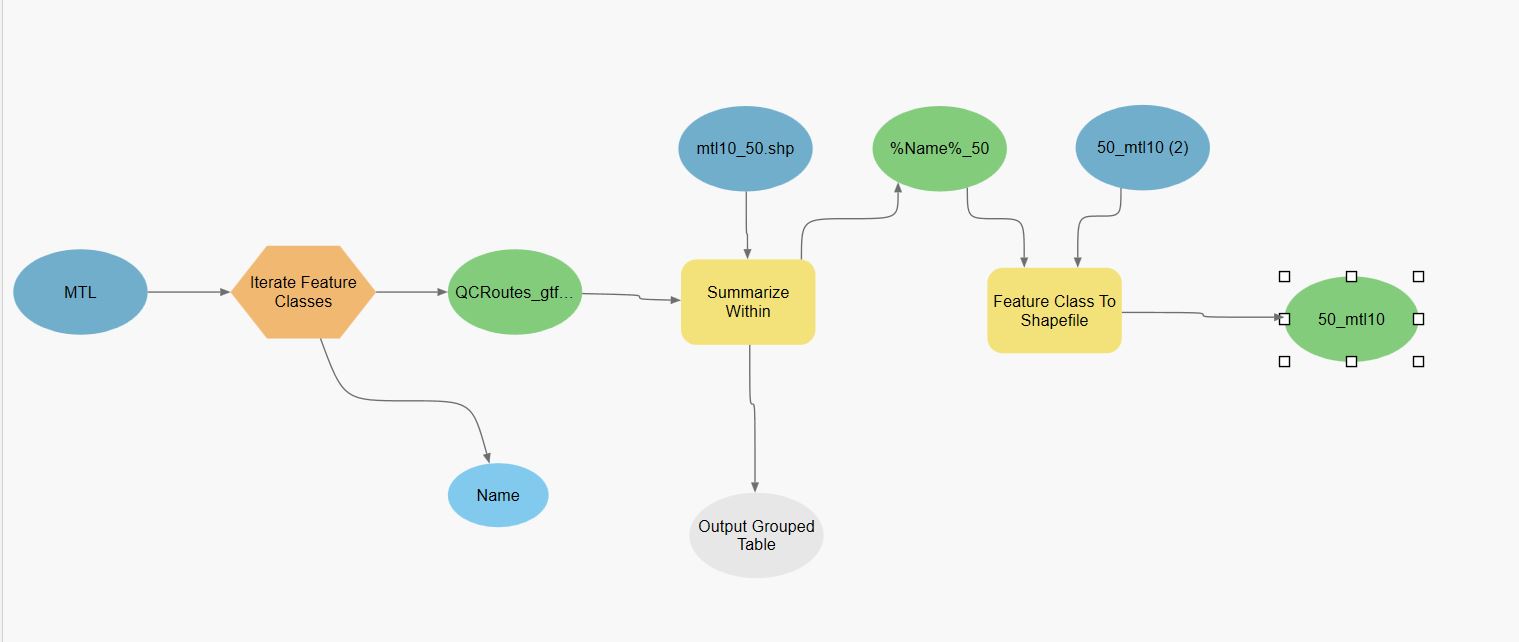 mtl10_50.shp
%Name%_50
50_mtl10 (2)
MTL
Iterate Feature
Classes
QCRoutes_gtf...
Summarize
Within
Feature Class To
Shapefile
50_mtl10
Name
Output Grouped
Table